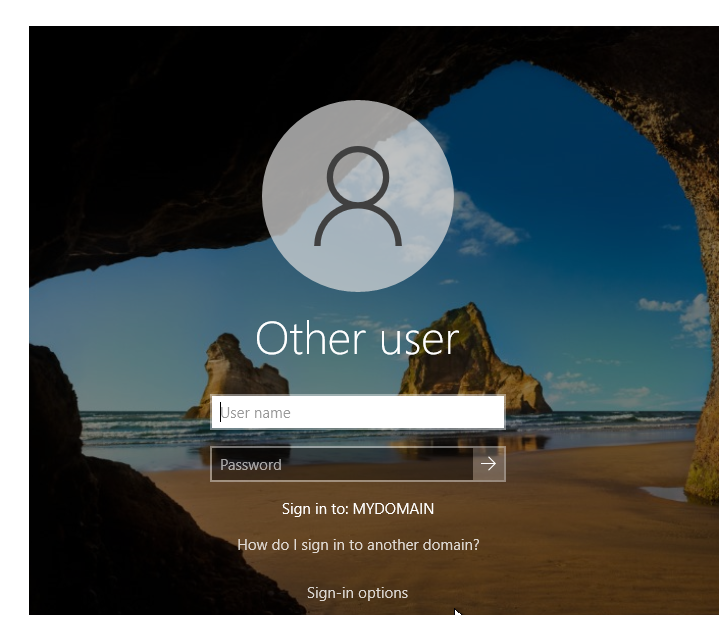 Other user
User name
Password
Sign in to: MYDOMAIN
How do I sign in to another domain?
Sign-in options